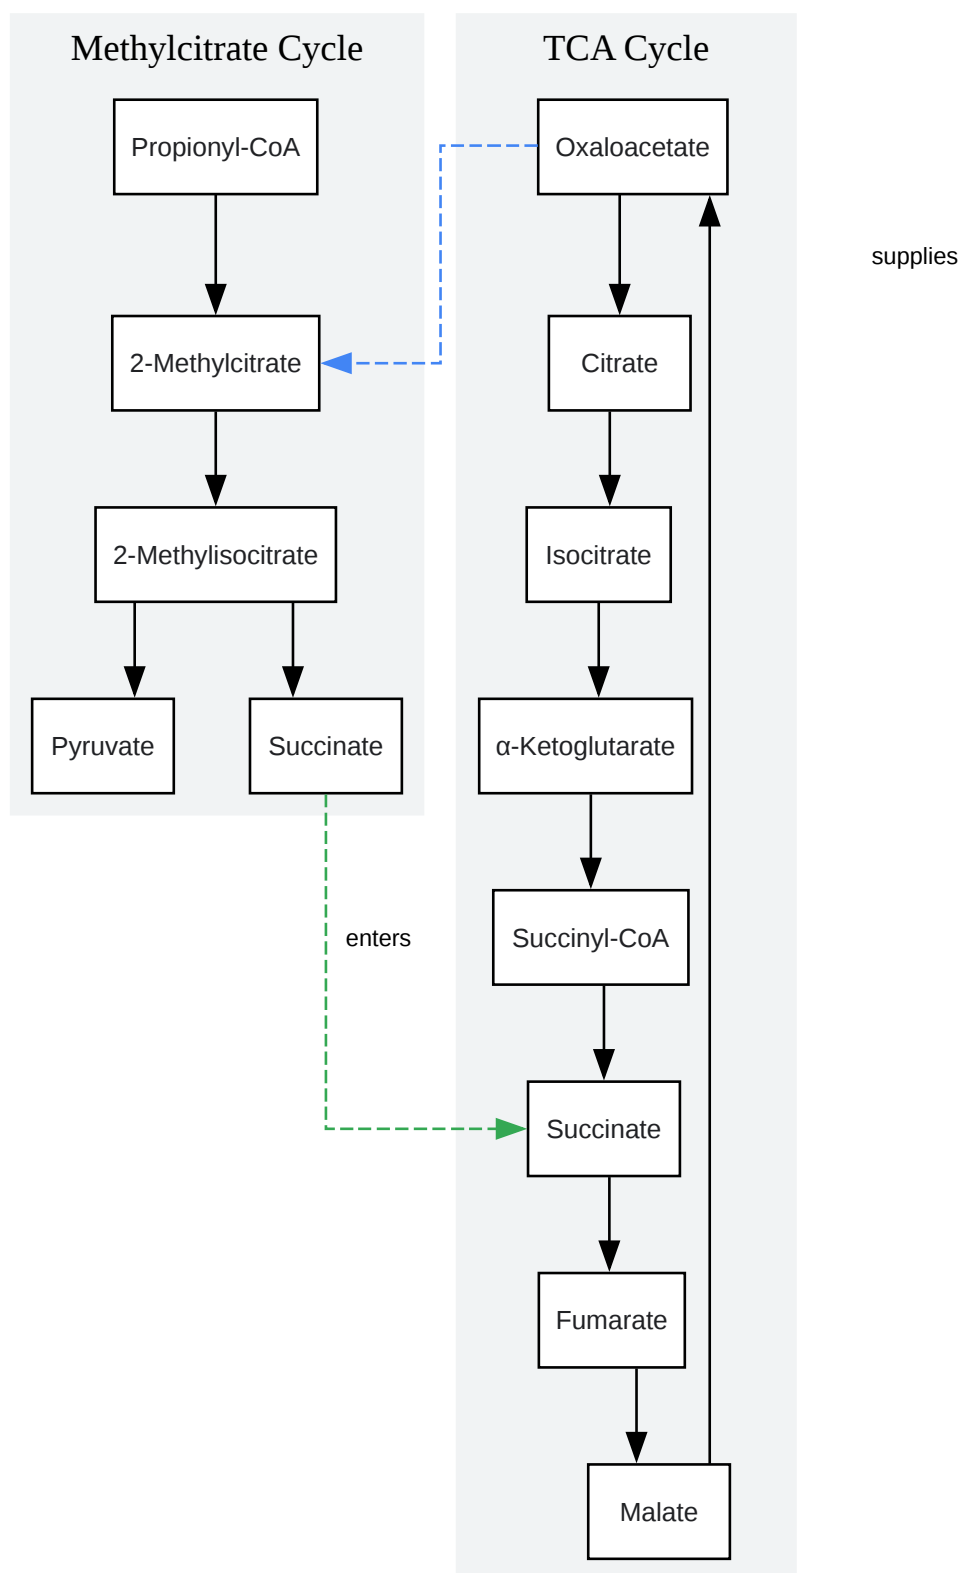 Methylcitrate Cycle
TCA Cycle
Propionyl-CoA
Oxaloacetate
supplies
2-Methylcitrate
Citrate
2-Methylisocitrate
Isocitrate
Pyruvate
Succinate
α-Ketoglutarate
enters
Succinyl-CoA
Succinate
Fumarate
Malate